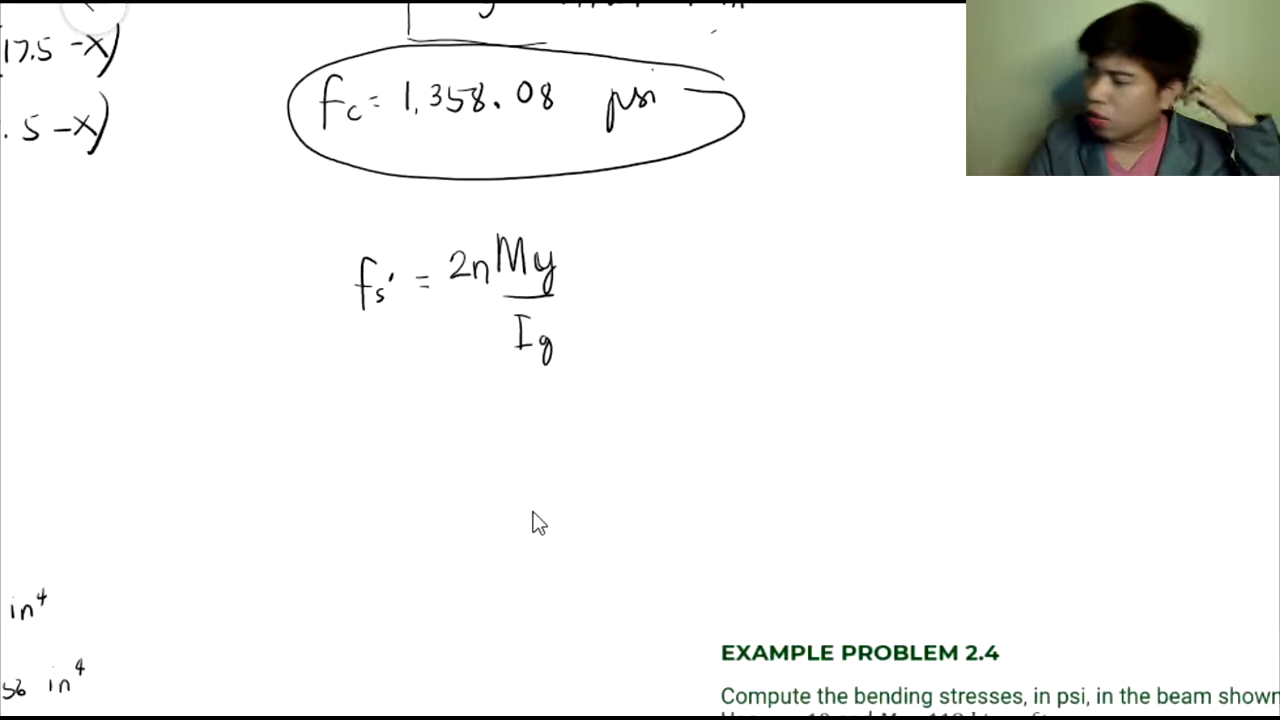 (17.5 -x)
.5 -x)
fc = 1,358.08 psi
fs' = 2n My
Ig
in⁴
56 in⁴
EXAMPLE PROBLEM 2.4
Compute the bending stresses, in psi, in the beam shown